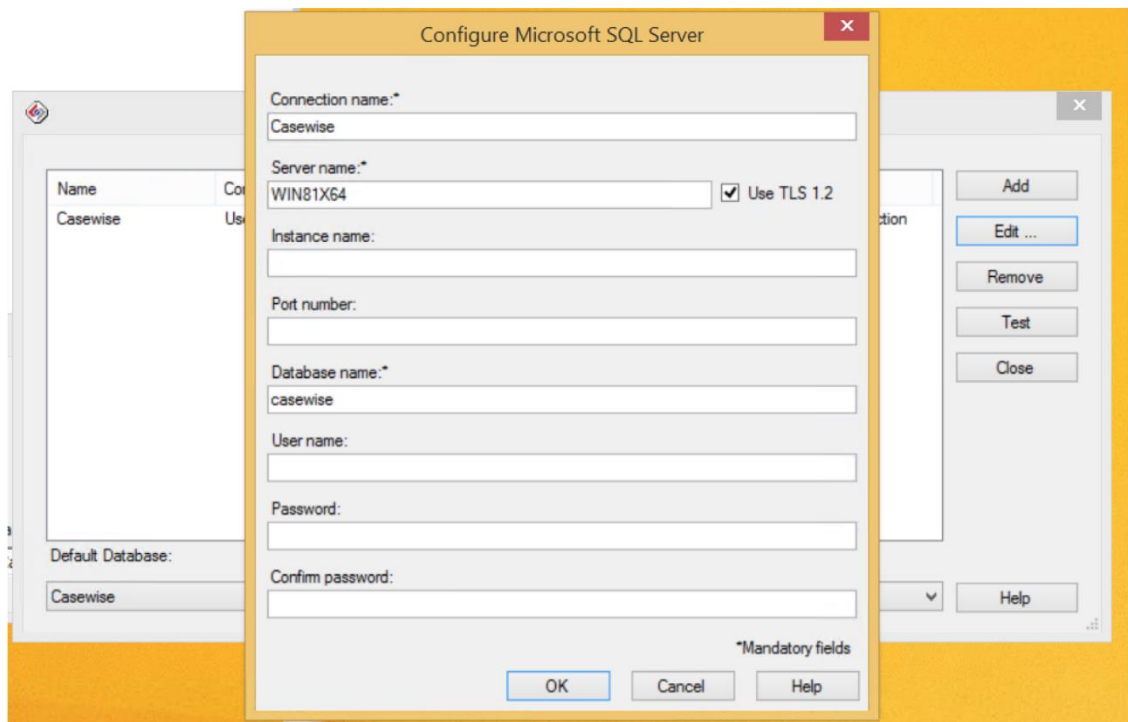 Configure Microsoft SQL Server
Connection name:*
Casewise
Server name:*
WIN81X64
Use TLS 1.2
Instance name:
Port number:
Database name:*
casewise
User name:
Password:
Confirm password:
*Mandatory fields
OK Cancel Help
Name
Casewise
Default Database:
Casewise
Add
Edit ...
Remove
Test
Close
Help